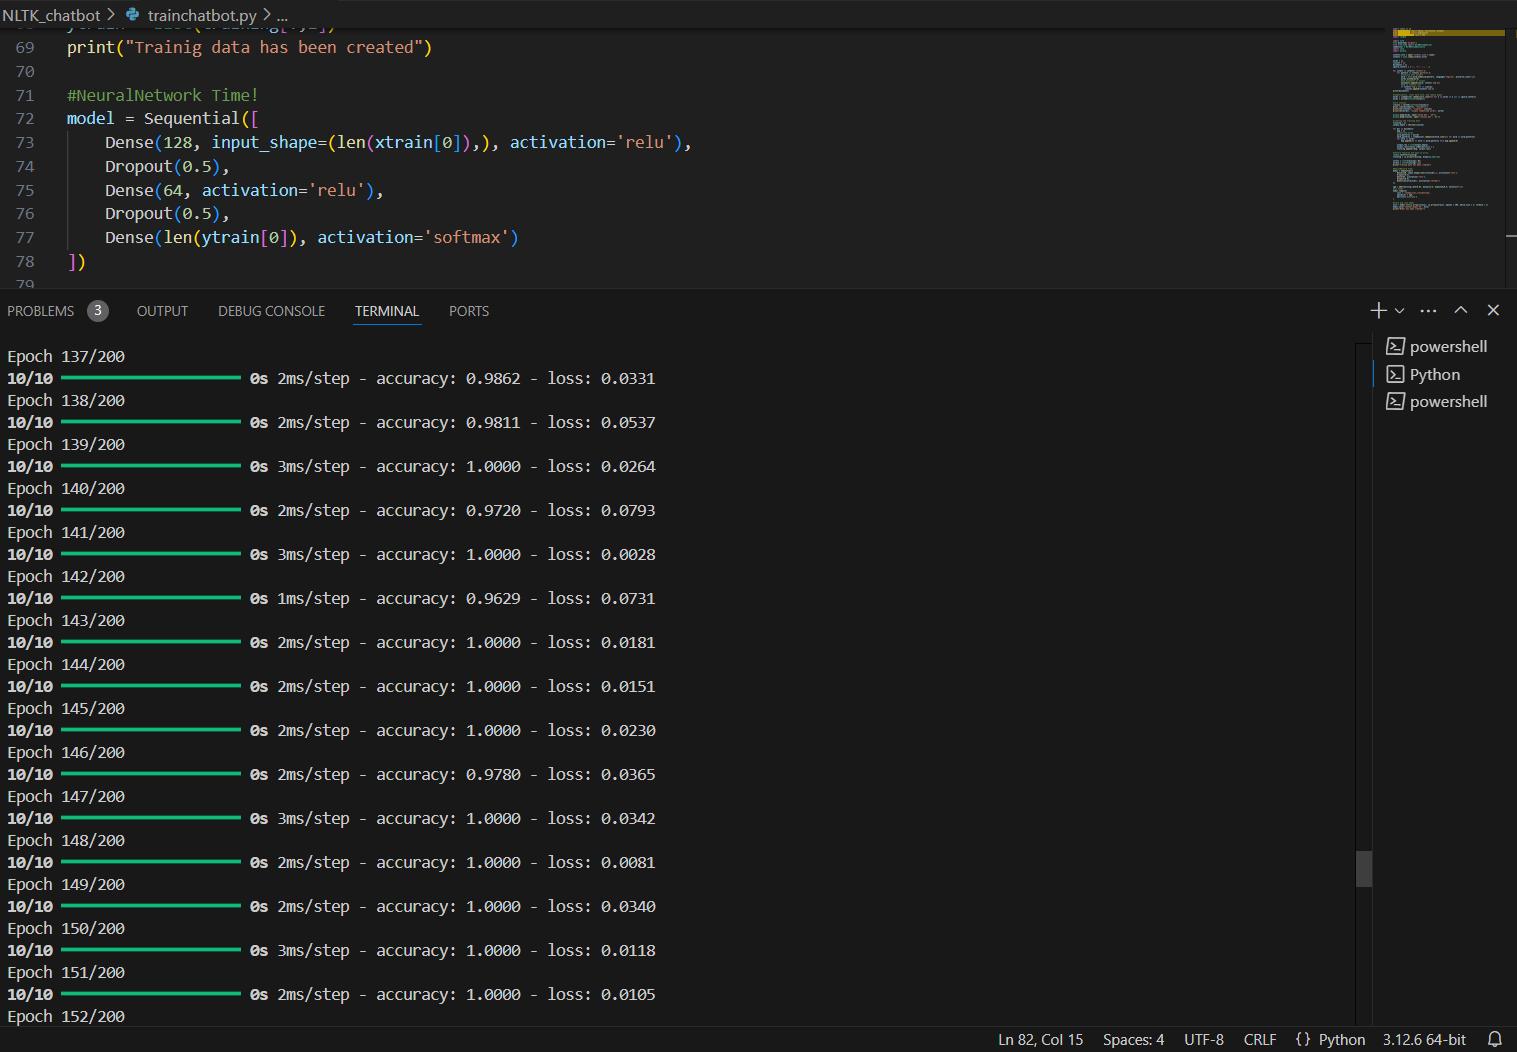 NLTK_chatbot > trainchatbot.py > ...
69 print("Trainig data has been created")
70
71 #NeuralNetwork Time!
72 model = Sequential([
73 Dense(128, input_shape=(len(xtrain[0]),), activation='relu'),
74 Dropout(0.5),
75 Dense(64, activation='relu'),
76 Dropout(0.5),
77 Dense(len(ytrain[0]), activation='softmax')
78 ])
79
PROBLEMS 3 OUTPUT DEBUG CONSOLE TERMINAL PORTS
powershell
Python
powershell
Epoch 137/200
10/10 0s 2ms/step - accuracy: 0.9862 - loss: 0.0331
Epoch 138/200
10/10 0s 2ms/step - accuracy: 0.9811 - loss: 0.0537
Epoch 139/200
10/10 0s 3ms/step - accuracy: 1.0000 - loss: 0.0264
Epoch 140/200
10/10 0s 2ms/step - accuracy: 0.9720 - loss: 0.0793
Epoch 141/200
10/10 0s 3ms/step - accuracy: 1.0000 - loss: 0.0028
Epoch 142/200
10/10 0s 1ms/step - accuracy: 0.9629 - loss: 0.0731
Epoch 143/200
10/10 0s 2ms/step - accuracy: 1.0000 - loss: 0.0181
Epoch 144/200
10/10 0s 2ms/step - accuracy: 1.0000 - loss: 0.0151
Epoch 145/200
10/10 0s 2ms/step - accuracy: 1.0000 - loss: 0.0230
Epoch 146/200
10/10 0s 2ms/step - accuracy: 0.9780 - loss: 0.0365
Epoch 147/200
10/10 0s 3ms/step - accuracy: 1.0000 - loss: 0.0342
Epoch 148/200
10/10 0s 2ms/step - accuracy: 1.0000 - loss: 0.0081
Epoch 149/200
10/10 0s 2ms/step - accuracy: 1.0000 - loss: 0.0340
Epoch 150/200
10/10 0s 3ms/step - accuracy: 1.0000 - loss: 0.0118
Epoch 151/200
10/10 0s 2ms/step - accuracy: 1.0000 - loss: 0.0105
Epoch 152/200
Ln 82, Col 15 Spaces: 4 UTF-8 CRLF {} Python 3.12.6 64-bit